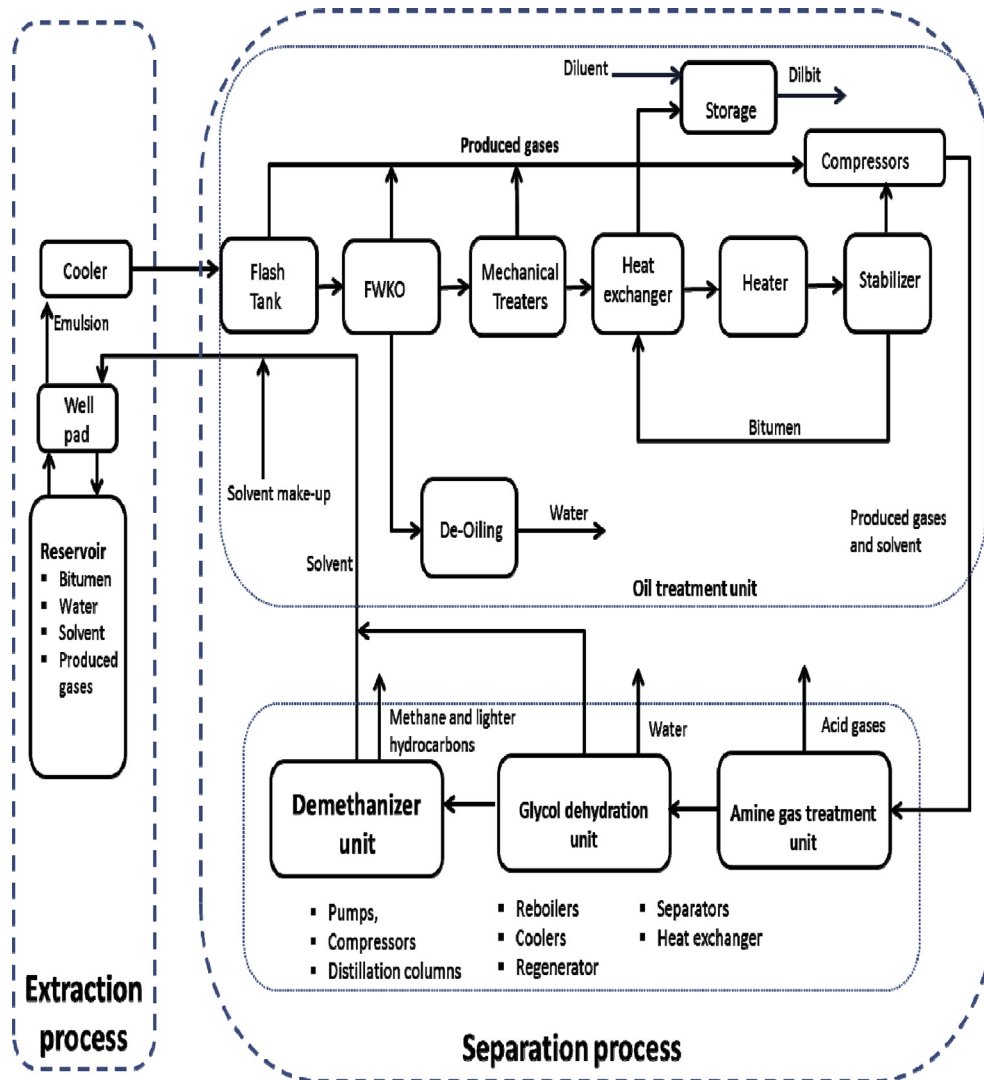 Diluent
Dilbit
Storage
Produced gases
Compressors
Cooler
Flash
Tank
FWKO
Mechanical
Treaters
Heat
exchanger
Heater
Stabilizer
Emulsion
Well
pad
Bitumen
Solvent make-up
De-Oiling
Water
Produced gases
and solvent
Reservoir
▪ Bitumen
▪ Water
▪ Solvent
▪ Produced
gases
Solvent
Oil treatment unit
Methane and lighter
hydrocarbons
Water
Acid gases
Demethanizer
unit
Glycol dehydration
unit
Amine gas treatment
unit
▪ Pumps,
▪ Compressors
▪ Distillation columns
▪ Reboilers
▪ Coolers
▪ Regenerator
▪ Separators
▪ Heat exchanger
Extraction
process
Separation process